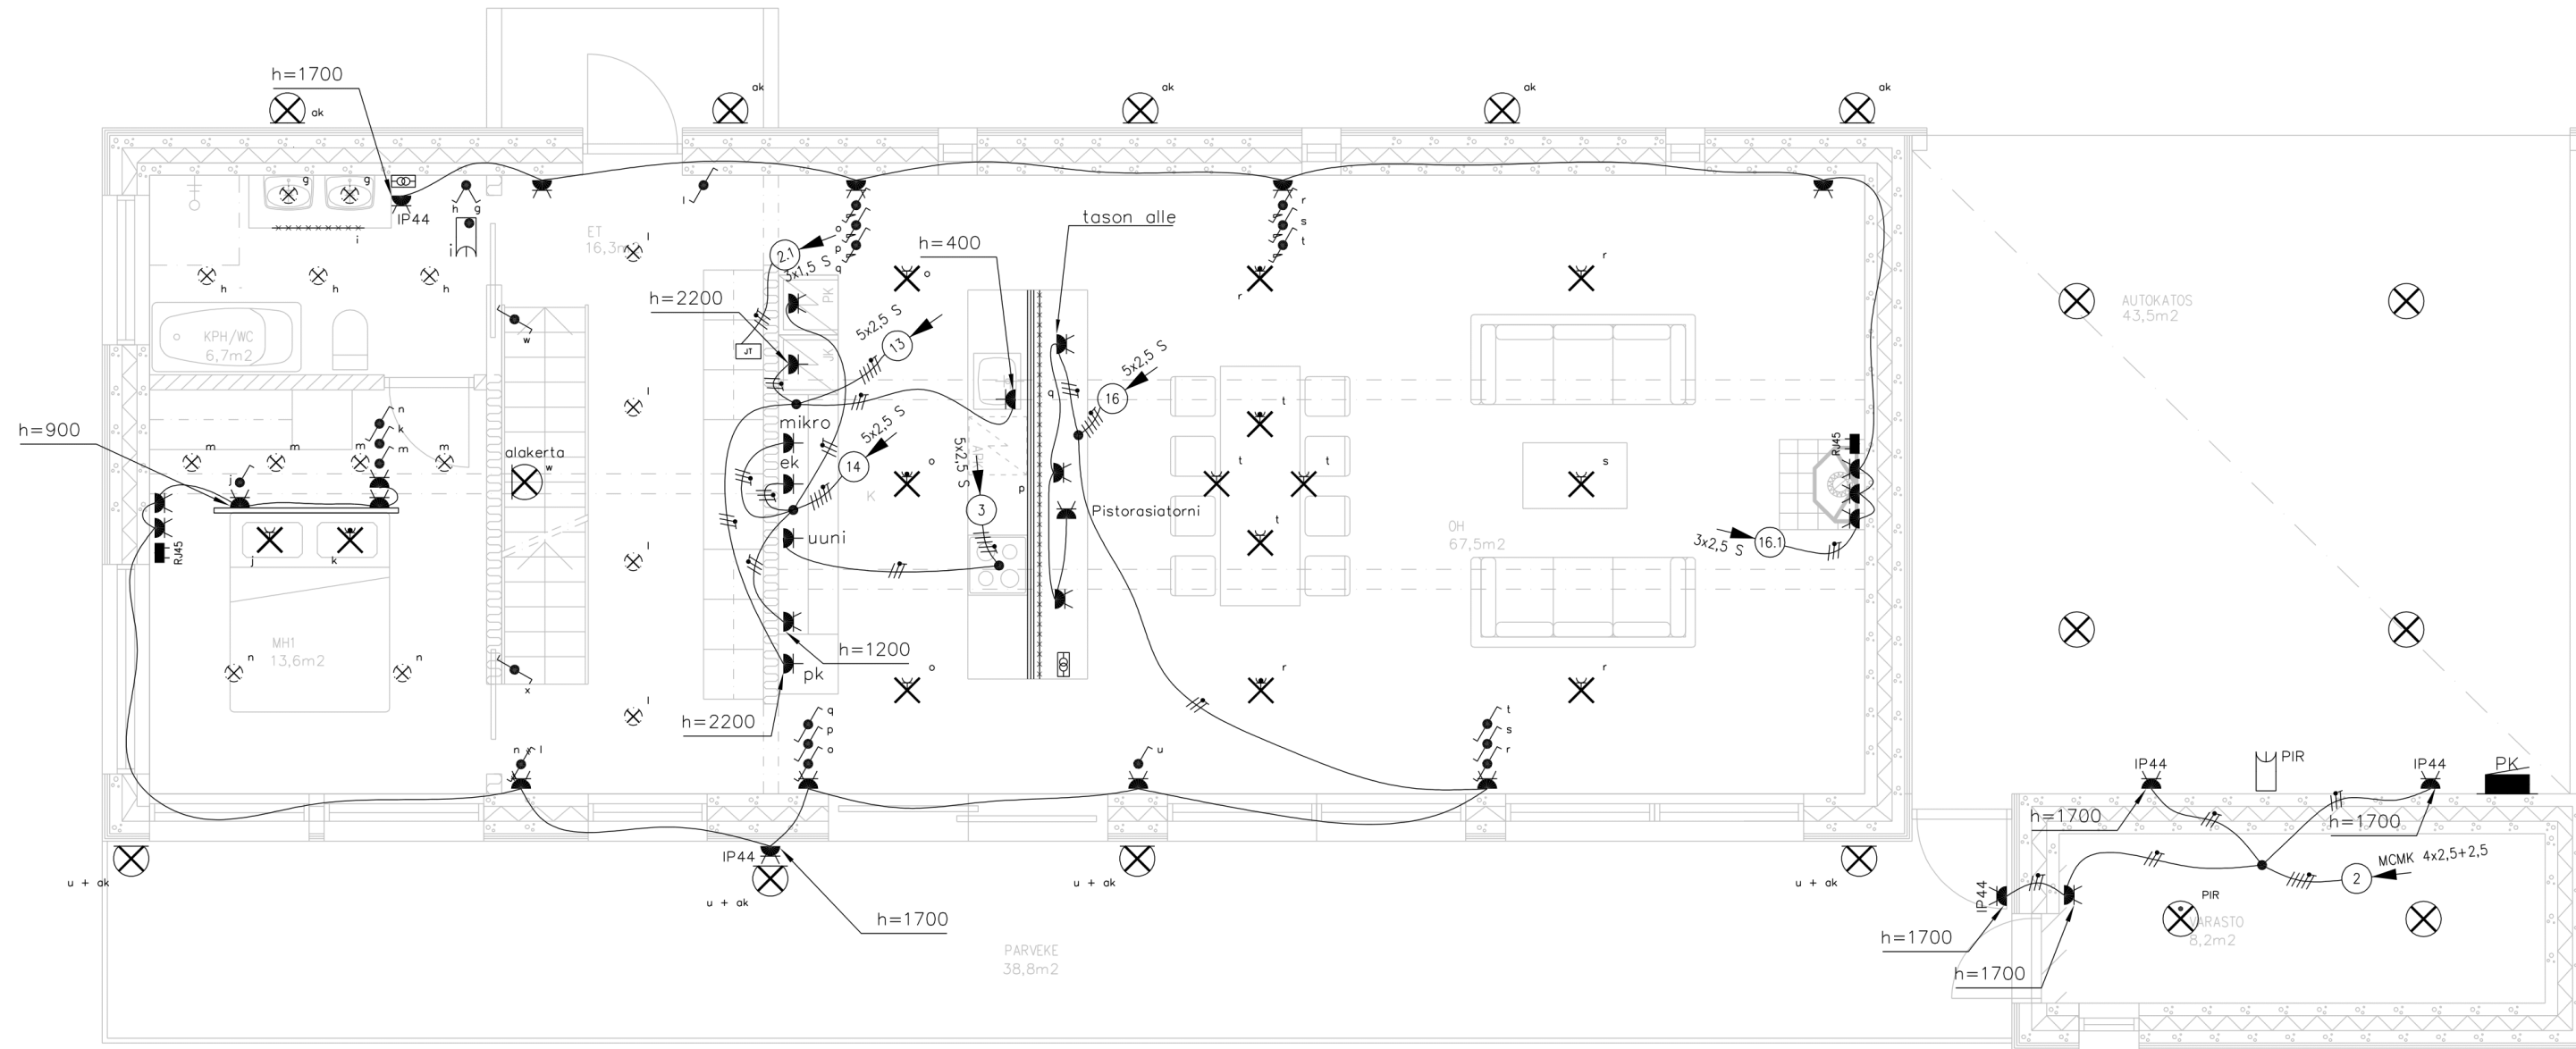 h=1700
ak
ak
ak
ak
ak
g
g
IP44
h
g
i
i
l
ET
16,3m2
l
o
p
q
2.1
3x1,5 S
h=400
tason alle
r
s
t
h
h
h
PK
o
r
r
h=2200
5x2,5 S
13
JT
JK
KPH/WC
6,7m2
w
l
AUTOKATOS
43,5m2
5x2,5 S
16
q
t
h=900
n
k
m
m
m
m
m
j
alakerta
w
mikro
ek
5x2,5 S
14
K
o
5x2,5 S
3
p
Pistorasiatorni
t
t
s
RJ45
RJ45
j
k
l
uuni
t
OH
67,5m2
3x2,5 S
16.1
MH1
13,6m2
n
n
x
h=1200
pk
o
r
r
h=2200
l
q
p
o
n
l
u
t
s
r
IP44
PIR
IP44
PK
h=1700
h=1700
u + ak
IP44
u + ak
u + ak
u + ak
h=1700
MCMK 4x2,5+2,5
2
IP44
PIR
VARASTO
8,2m2
h=1700
h=1700
PARVEKE
38,8m2